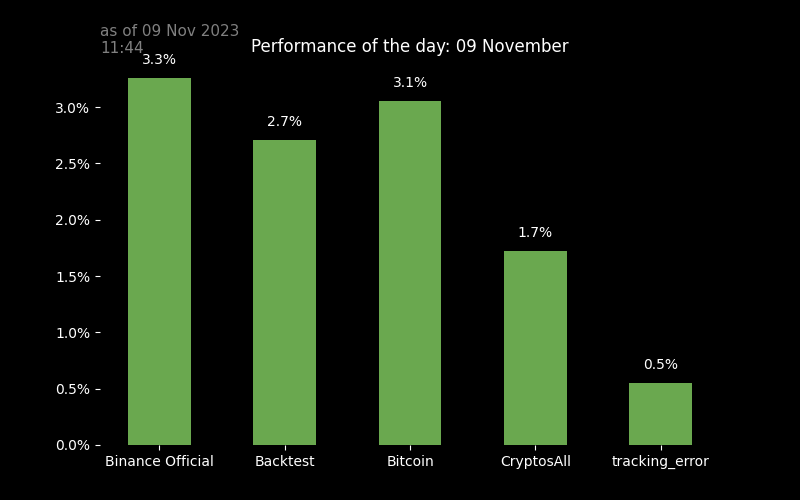 as of 09 Nov 2023
11:44
Performance of the day: 09 November
3.3%
2.7%
3.1%
1.7%
0.5%
3.0%
2.5%
2.0%
1.5%
1.0%
0.5%
0.0%
Binance Official
Backtest
Bitcoin
CryptosAll
tracking_error